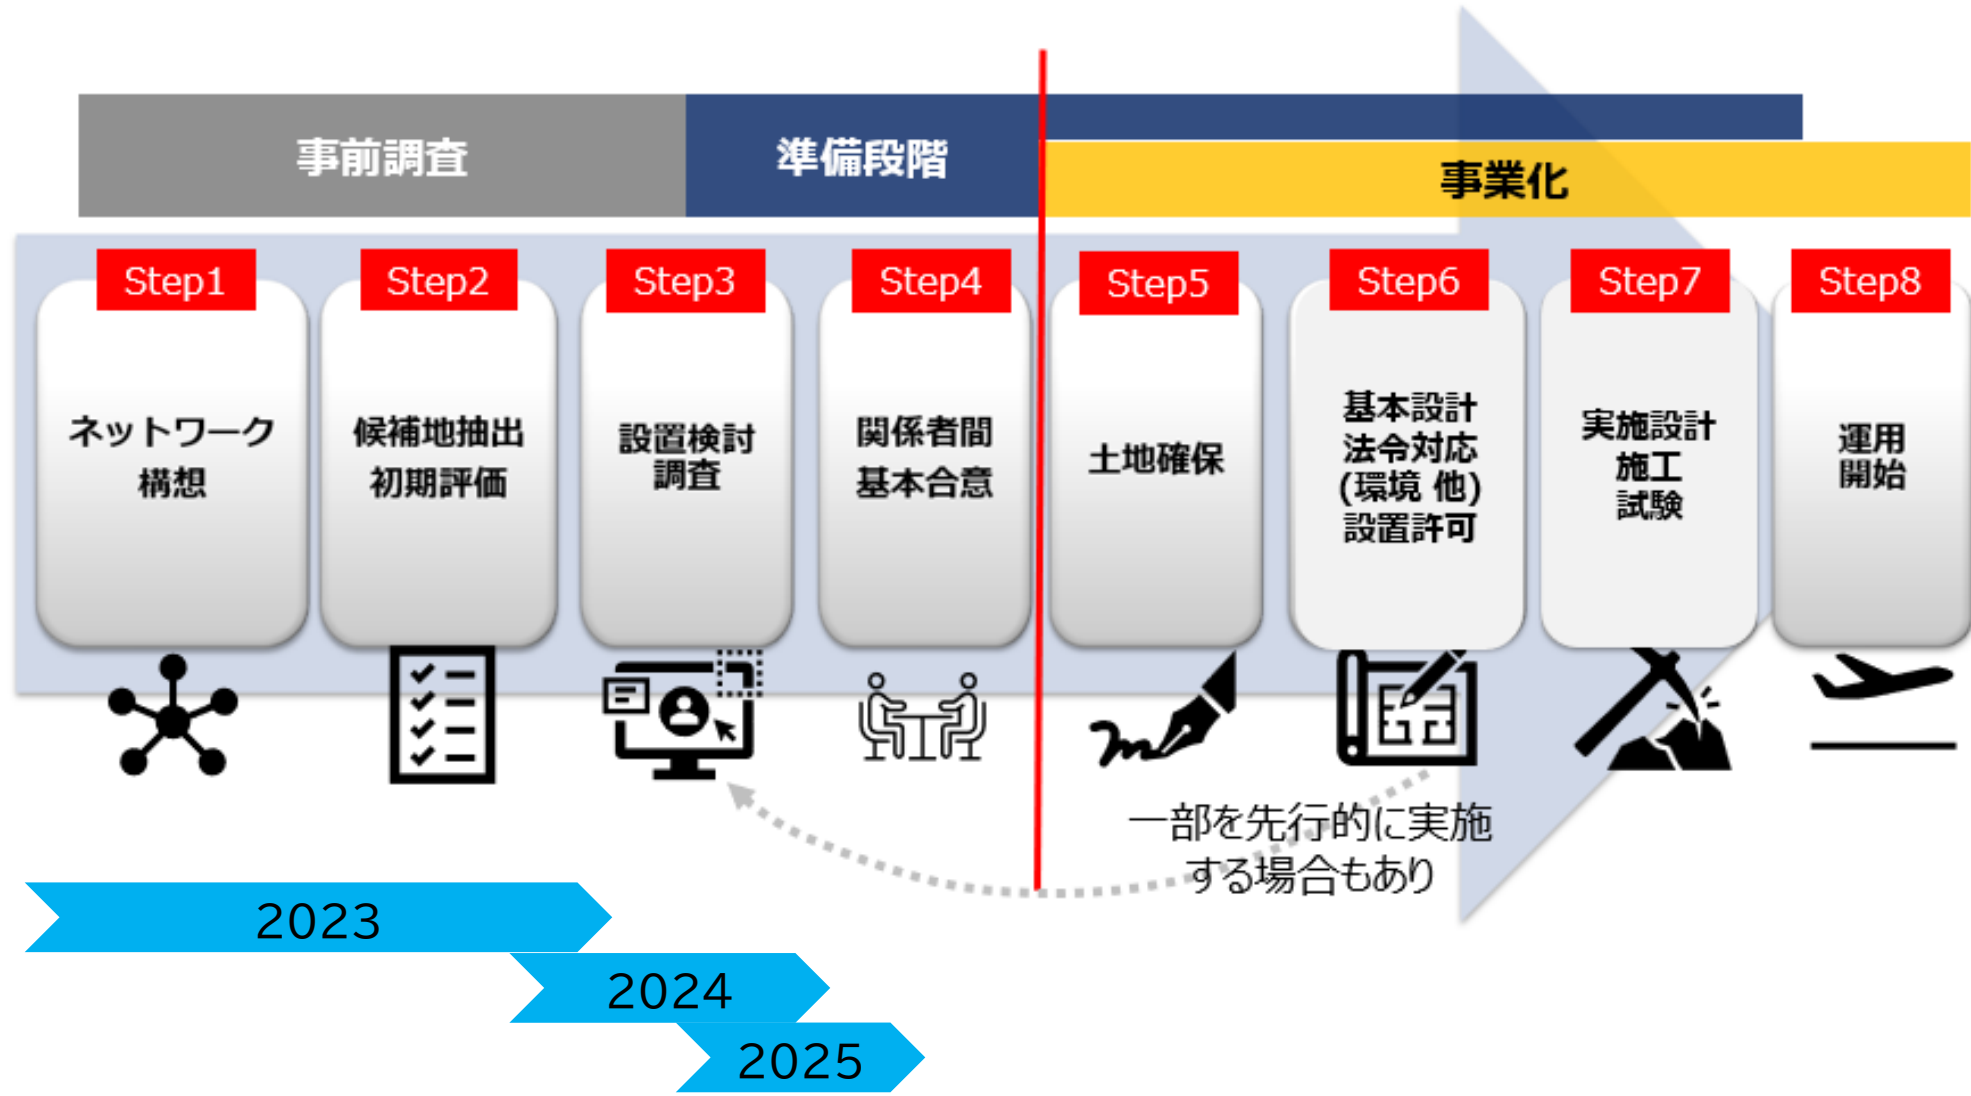 事前調査
準備段階
事業化
Step1
ネットワーク
構想
Step2
候補地抽出
初期評価
Step3
設置検討
調査
Step4
関係者間
基本合意
Step5
土地確保
Step6
基本設計
法令対応
(環境 他)
設置許可
Step7
実施設計
施工
試験
Step8
運用
開始
一部を先行的に実施
する場合もあり
2023
2024
2025